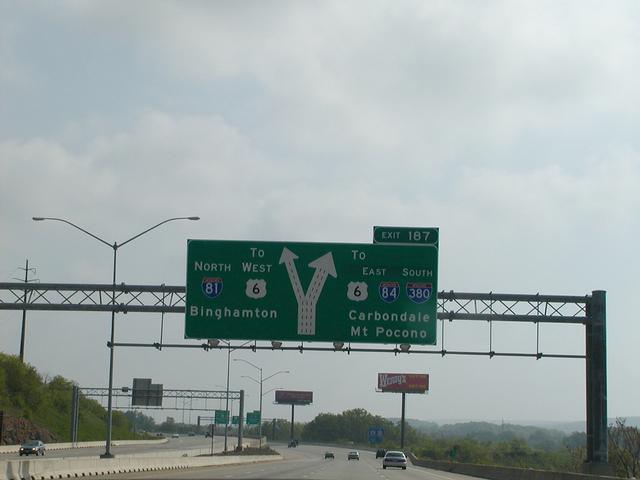 EXIT 187
To
NORTH WEST
81 6
Binghamton
To
EAST SOUTH
6 84 380
Carbondale
Mt Pocono
Wendy's